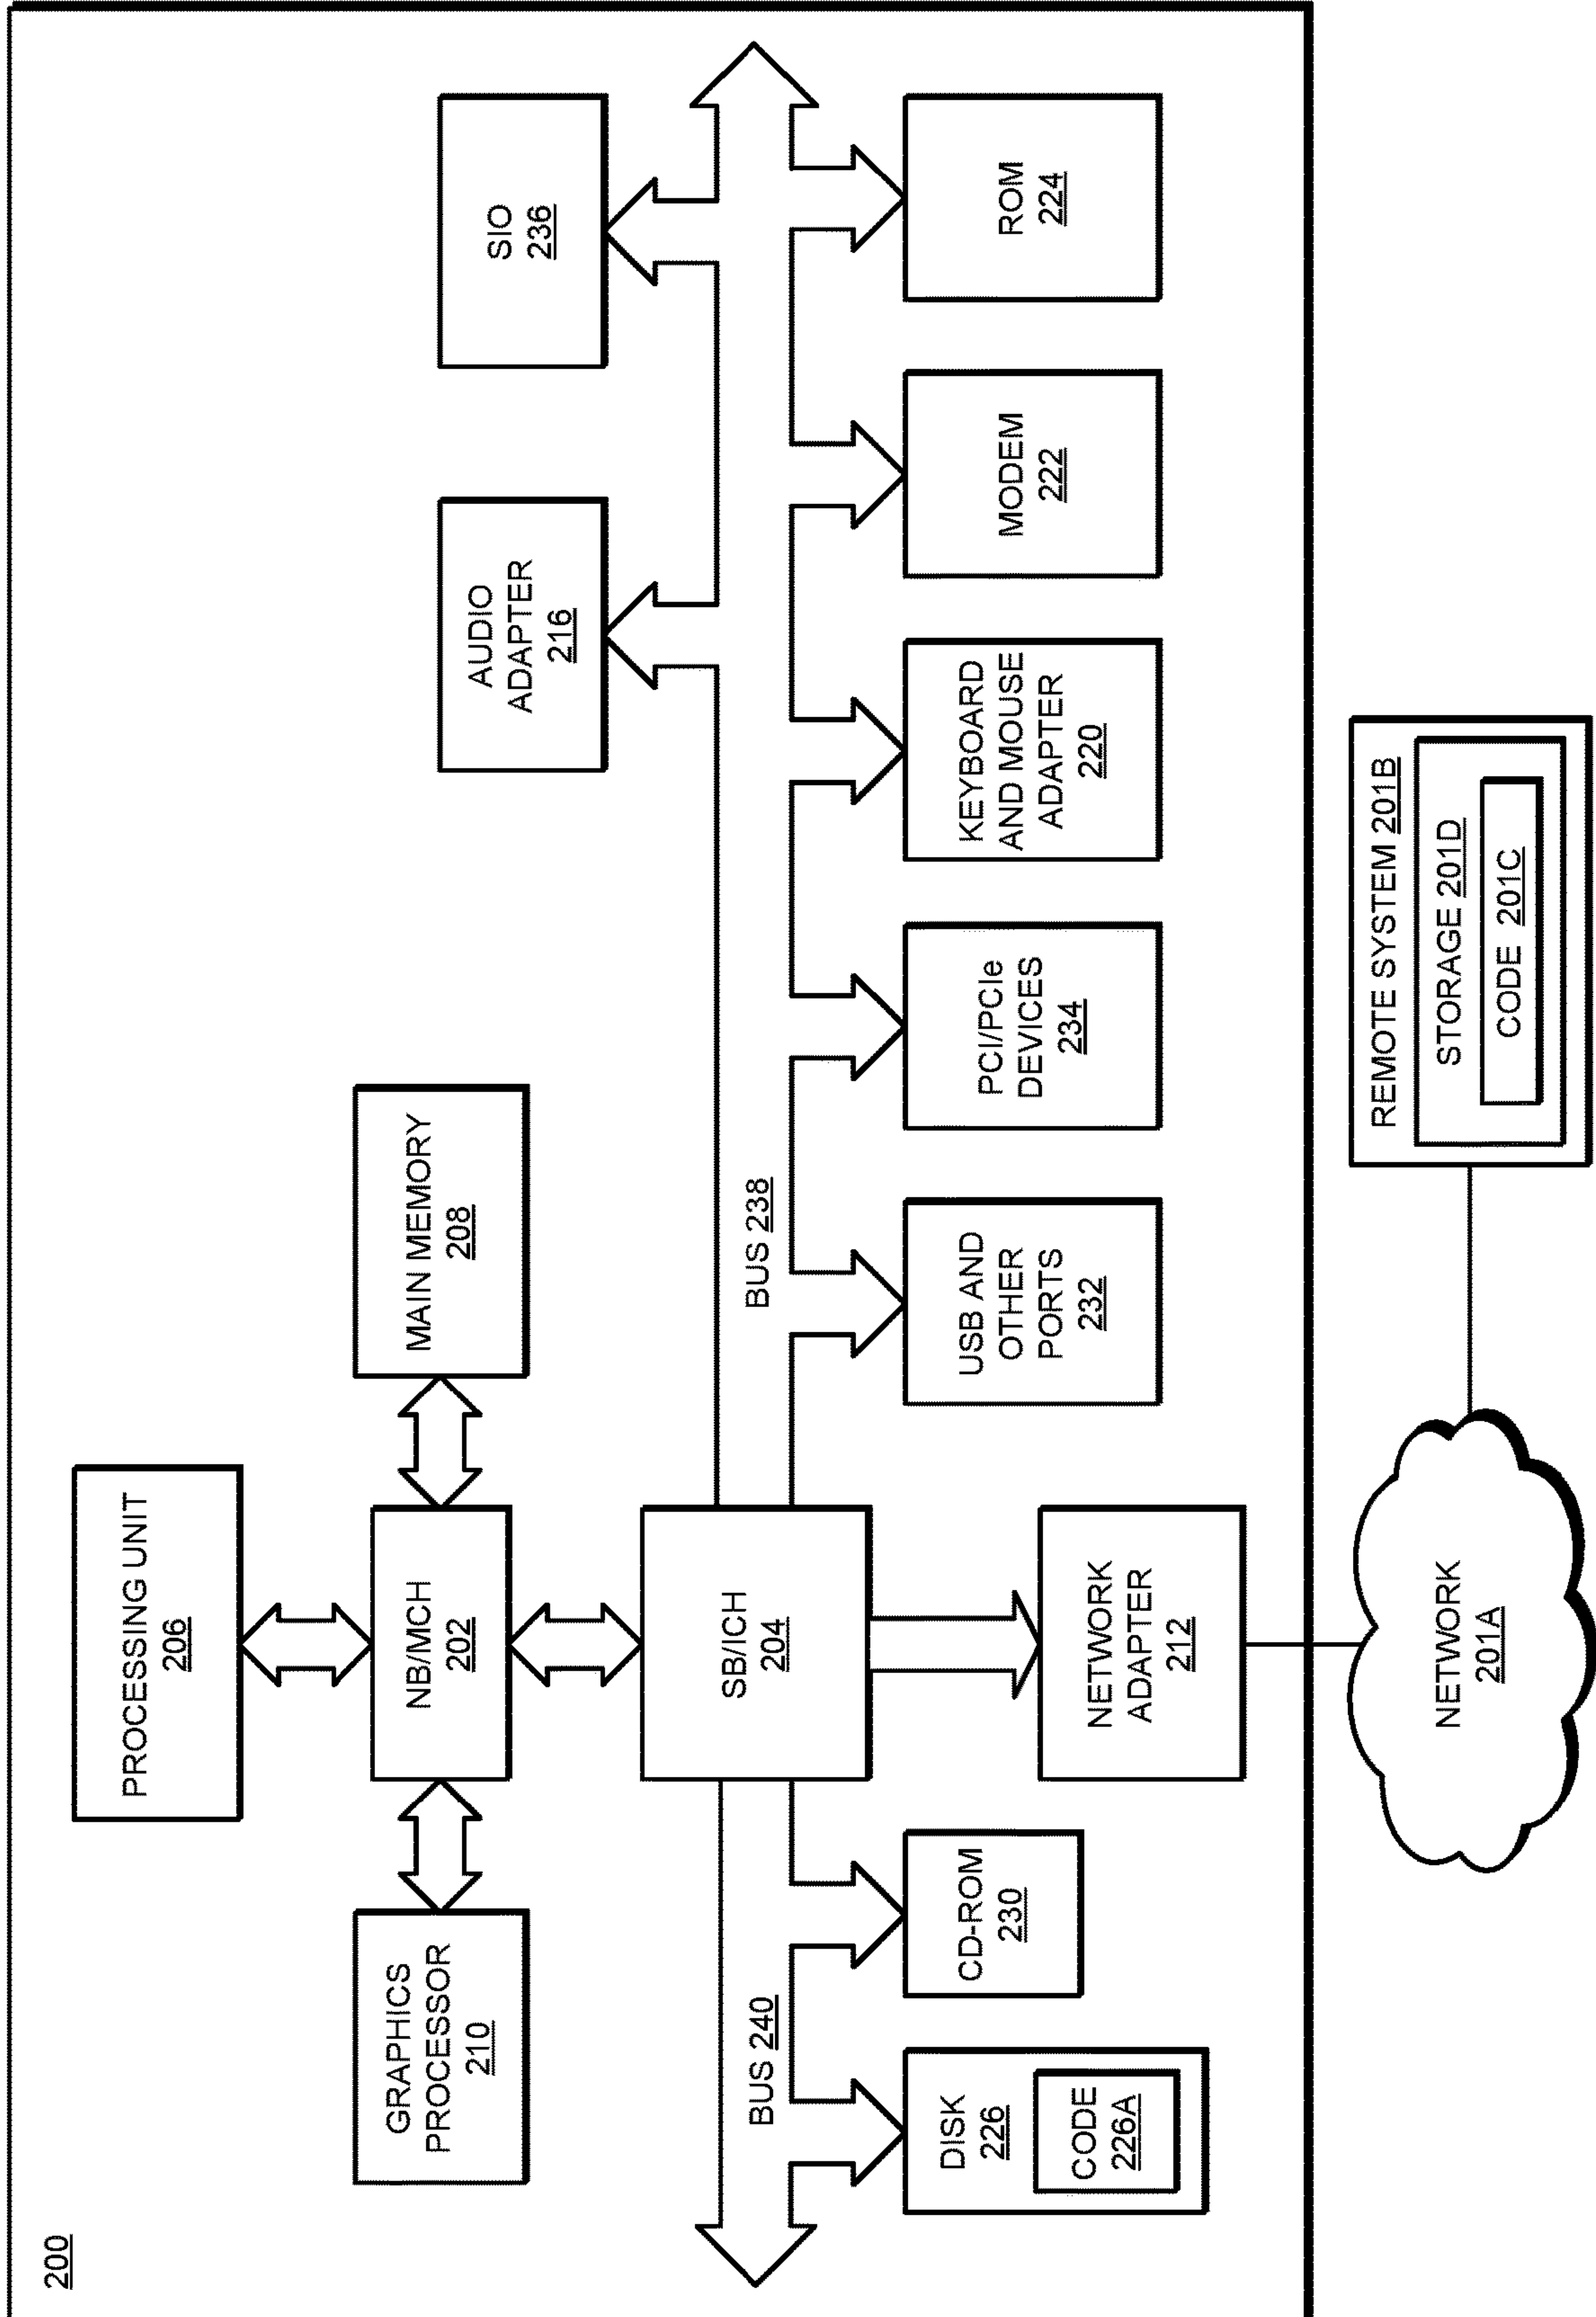 200
PROCESSING UNIT
206
GRAPHICS
PROCESSOR
210
NB/MCH
202
MAIN MEMORY
208
AUDIO
ADAPTER
216
SIO
236
SB/ICH
204
BUS 240
BUS 238
DISK
226
CODE
226A
CD-ROM
230
USB AND
OTHER
PORTS
232
PCI/PCIe
DEVICES
234
KEYBOARD
AND MOUSE
ADAPTER
220
MODEM
222
ROM
224
NETWORK
ADAPTER
212
NETWORK
201A
REMOTE SYSTEM 201B
STORAGE 201D
CODE 201C